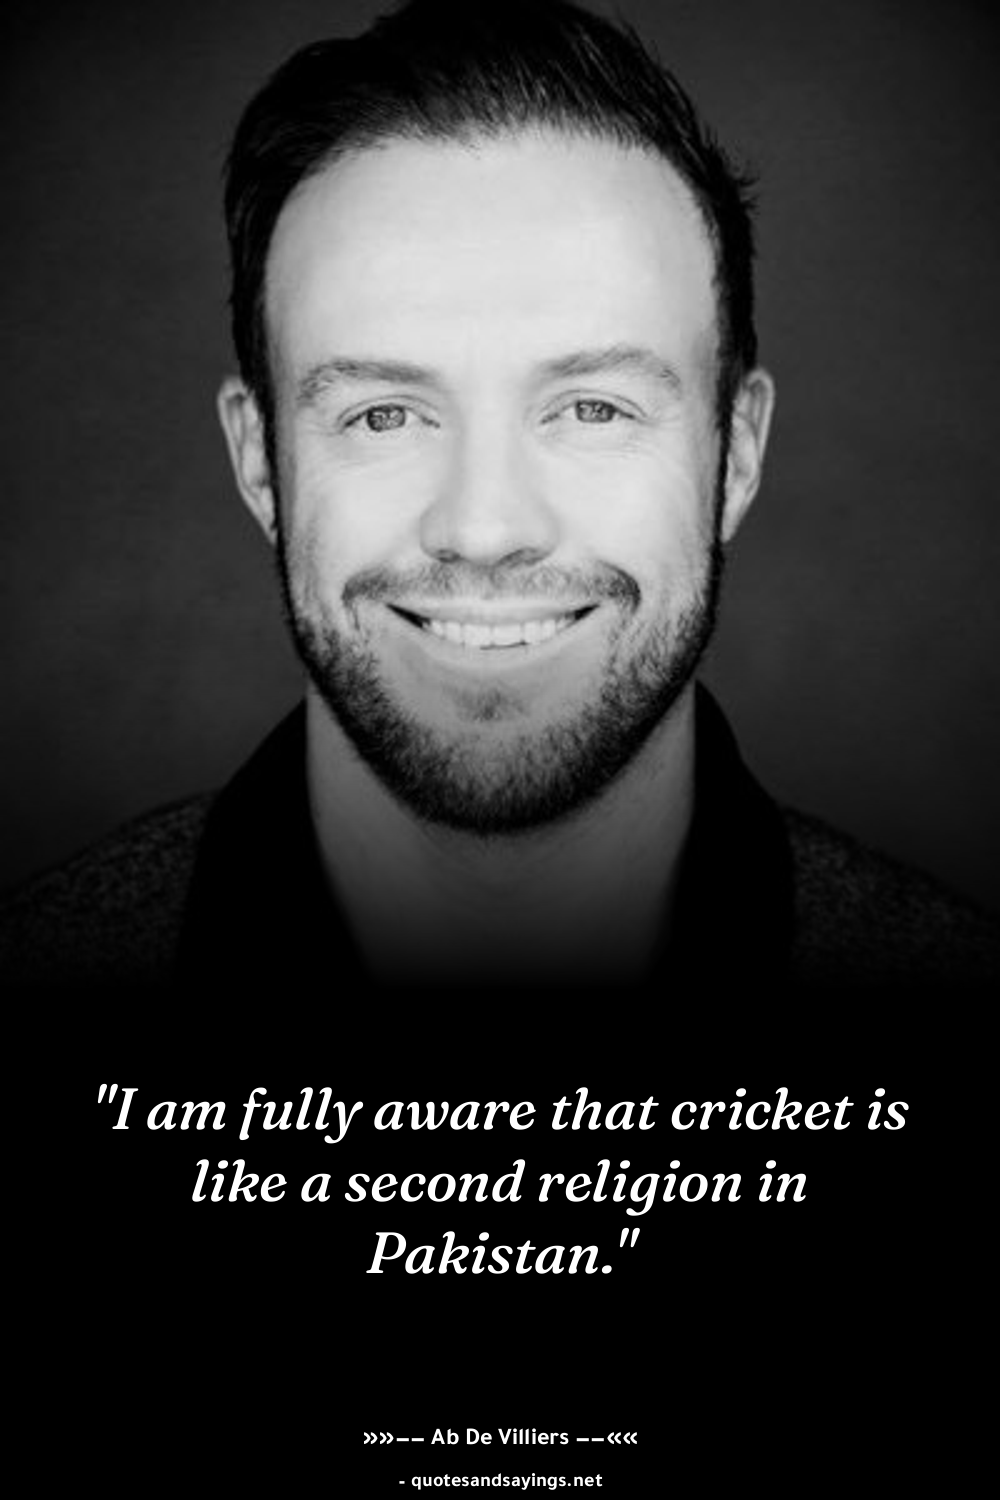 "I am fully aware that cricket is
like a second religion in
Pakistan."
»»–– Ab De Villiers ––««
- quotesandsayings.net